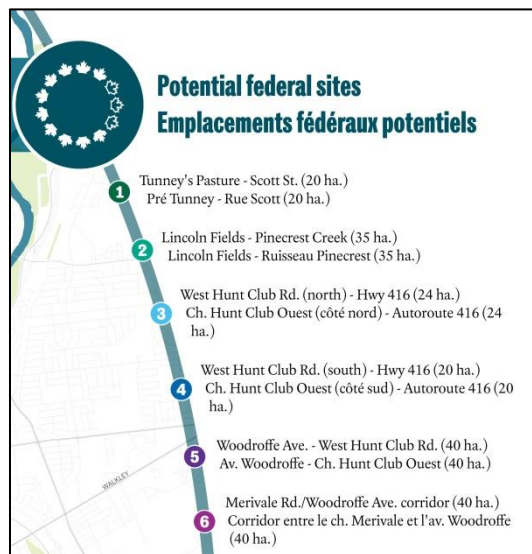 Potential federal sites
Emplacements fédéraux potentiels
1
Tunney's Pasture - Scott St. (20 ha.)
Pré Tunney - Rue Scott (20 ha.)
2
Lincoln Fields - Pinecrest Creek (35 ha.)
Lincoln Fields - Ruisseau Pinecrest (35 ha.)
3
West Hunt Club Rd. (north) - Hwy 416 (24 ha.)
Ch. Hunt Club Ouest (côté nord) - Autoroute 416 (24
ha.)
4
West Hunt Club Rd. (south) - Hwy 416 (20 ha.)
Ch. Hunt Club Ouest (côté sud) - Autoroute 416 (20
ha.)
5
Woodroffe Ave. - West Hunt Club Rd. (40 ha.)
Av. Woodroffe - Ch. Hunt Club Ouest (40 ha.)
WALKLEY
6
Merivale Rd./Woodroffe Ave. corridor (40 ha.)
Corridor entre le ch. Merivale et l'av. Woodroffe
(40 ha.)